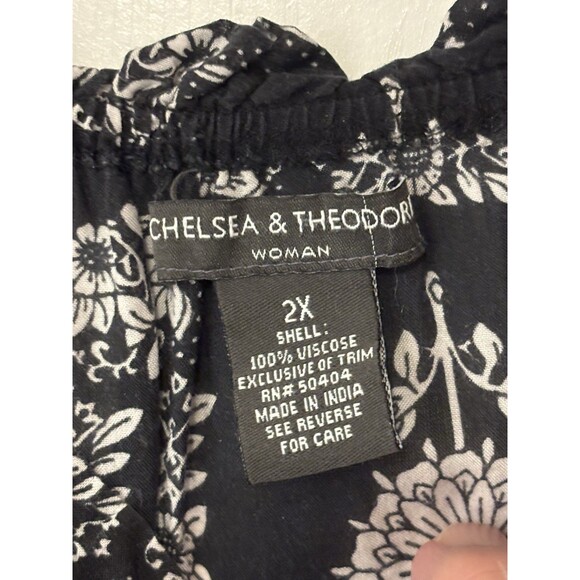 CHELSEA & THEODOR
WOMAN
2X
SHELL:
100% VISCOSE
EXCLUSIVE OF TRIM
RN# 50404
MADE IN INDIA
SEE REVERSE
FOR CARE